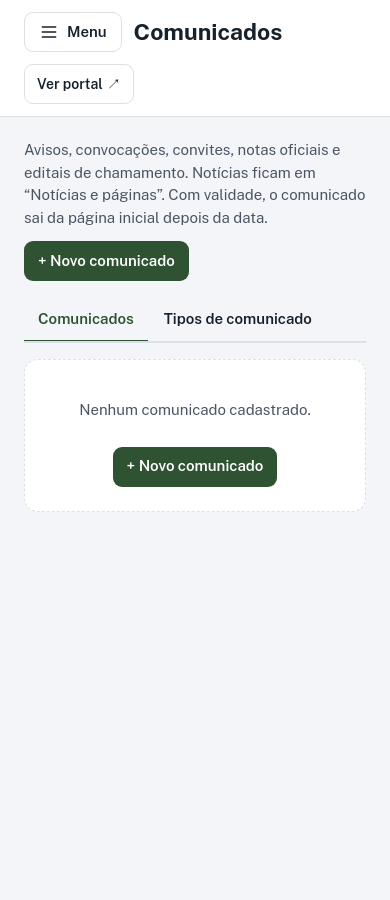 Menu
Comunicados
Ver portal ↗
Avisos, convocações, convites, notas oficiais e
editais de chamamento. Notícias ficam em
“Notícias e páginas”. Com validade, o comunicado
sai da página inicial depois da data.
+ Novo comunicado
Comunicados
Tipos de comunicado
Nenhum comunicado cadastrado.
+ Novo comunicado